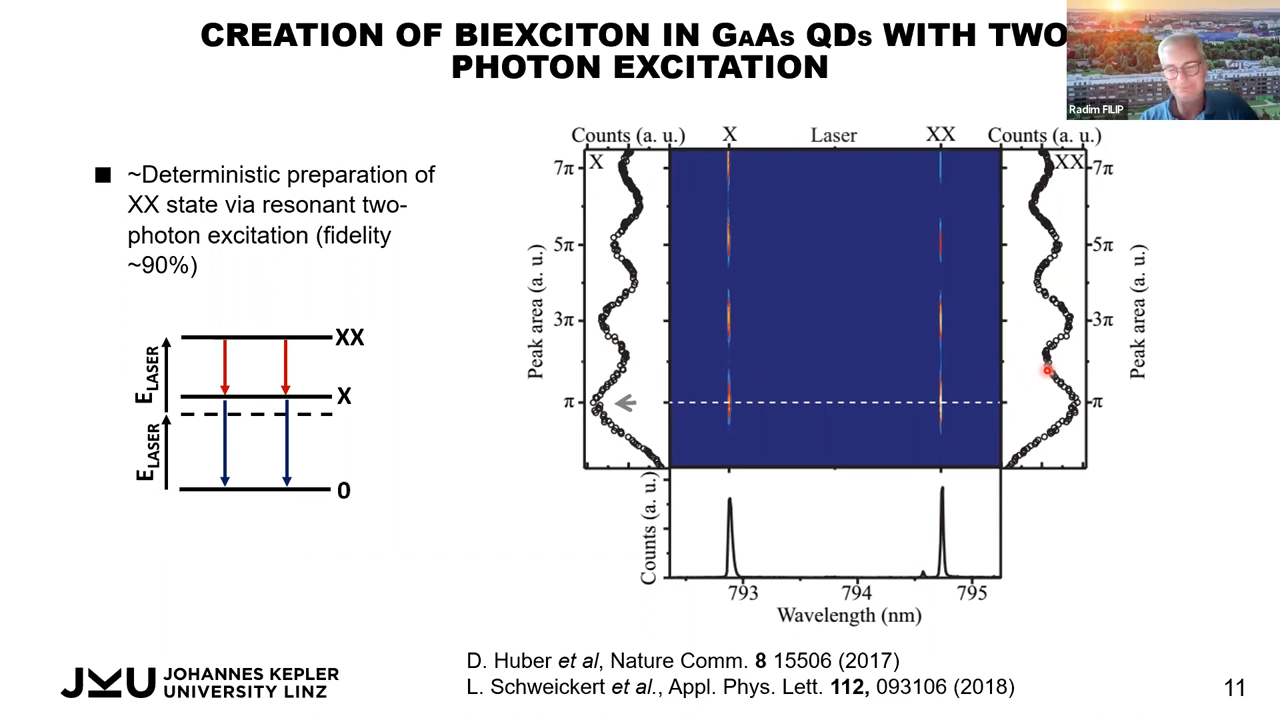 CREATION OF BIEXCITON IN GAAS QDS WITH TWO
PHOTON EXCITATION
Radim FILIP
■ ~Deterministic preparation of
XX state via resonant two-
photon excitation (fidelity
~90%)
XX
X
0
E LASER
E LASER
Counts (a. u.)
X
Laser
XX
Counts (a. u.)
X
XX
7π
5π
3π
π
Peak area (a. u.)
7π
5π
3π
π
Peak area (a. u.)
Counts (a. u.)
793
794
795
Wavelength (nm)
D. Huber et al, Nature Comm. 8 15506 (2017)
L. Schweickert et al., Appl. Phys. Lett. 112, 093106 (2018)
JKU JOHANNES KEPLER
UNIVERSITY LINZ
11